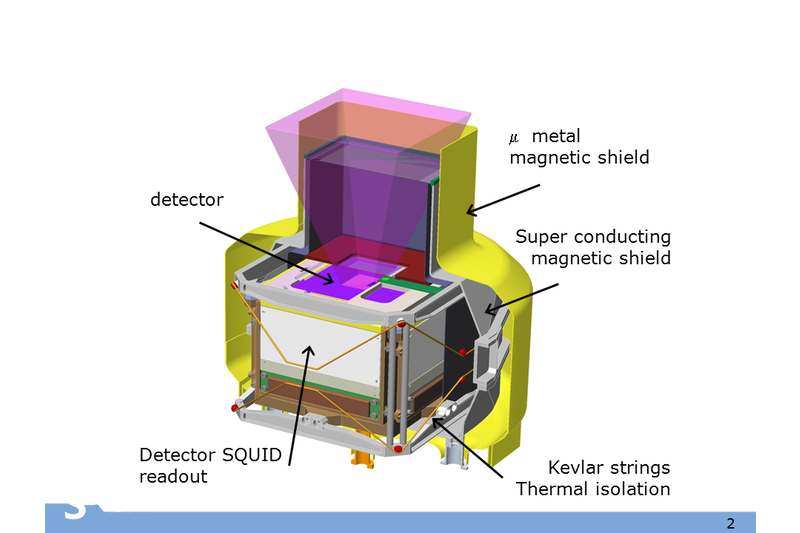 μ metal
magnetic shield
detector
Super conducting
magnetic shield
Detector SQUID
readout
Kevlar strings
Thermal isolation
2